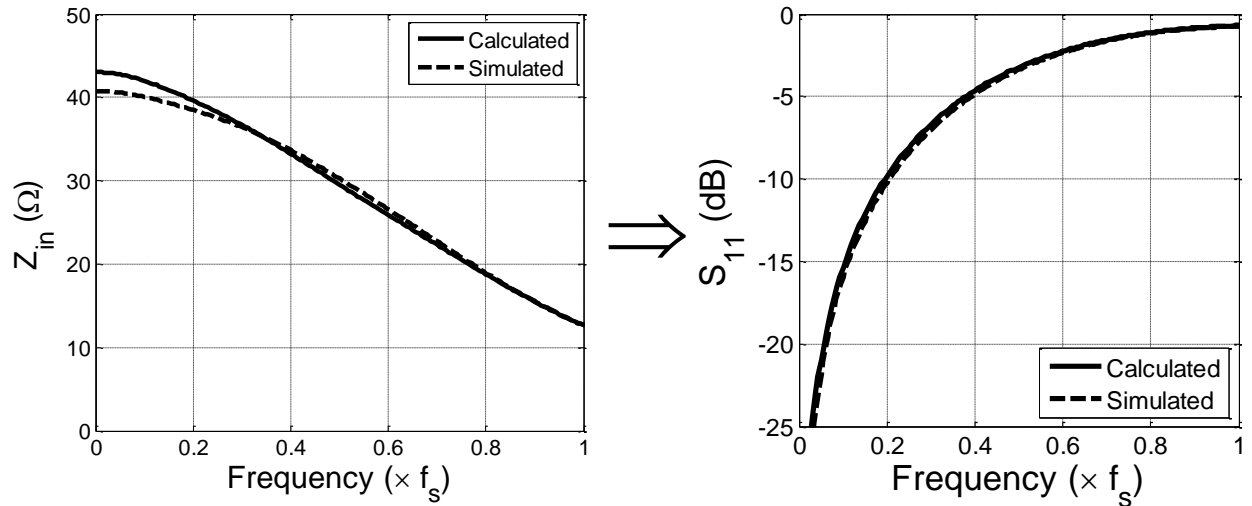 50
40
30
20
10
0
Z_in (Ω)
0 0.2 0.4 0.6 0.8 1
Frequency (× f_s)
Calculated
Simulated
0
-5
-10
-15
-20
-25
S_11 (dB)
0 0.2 0.4 0.6 0.8 1
Frequency (× f_s)
Calculated
Simulated